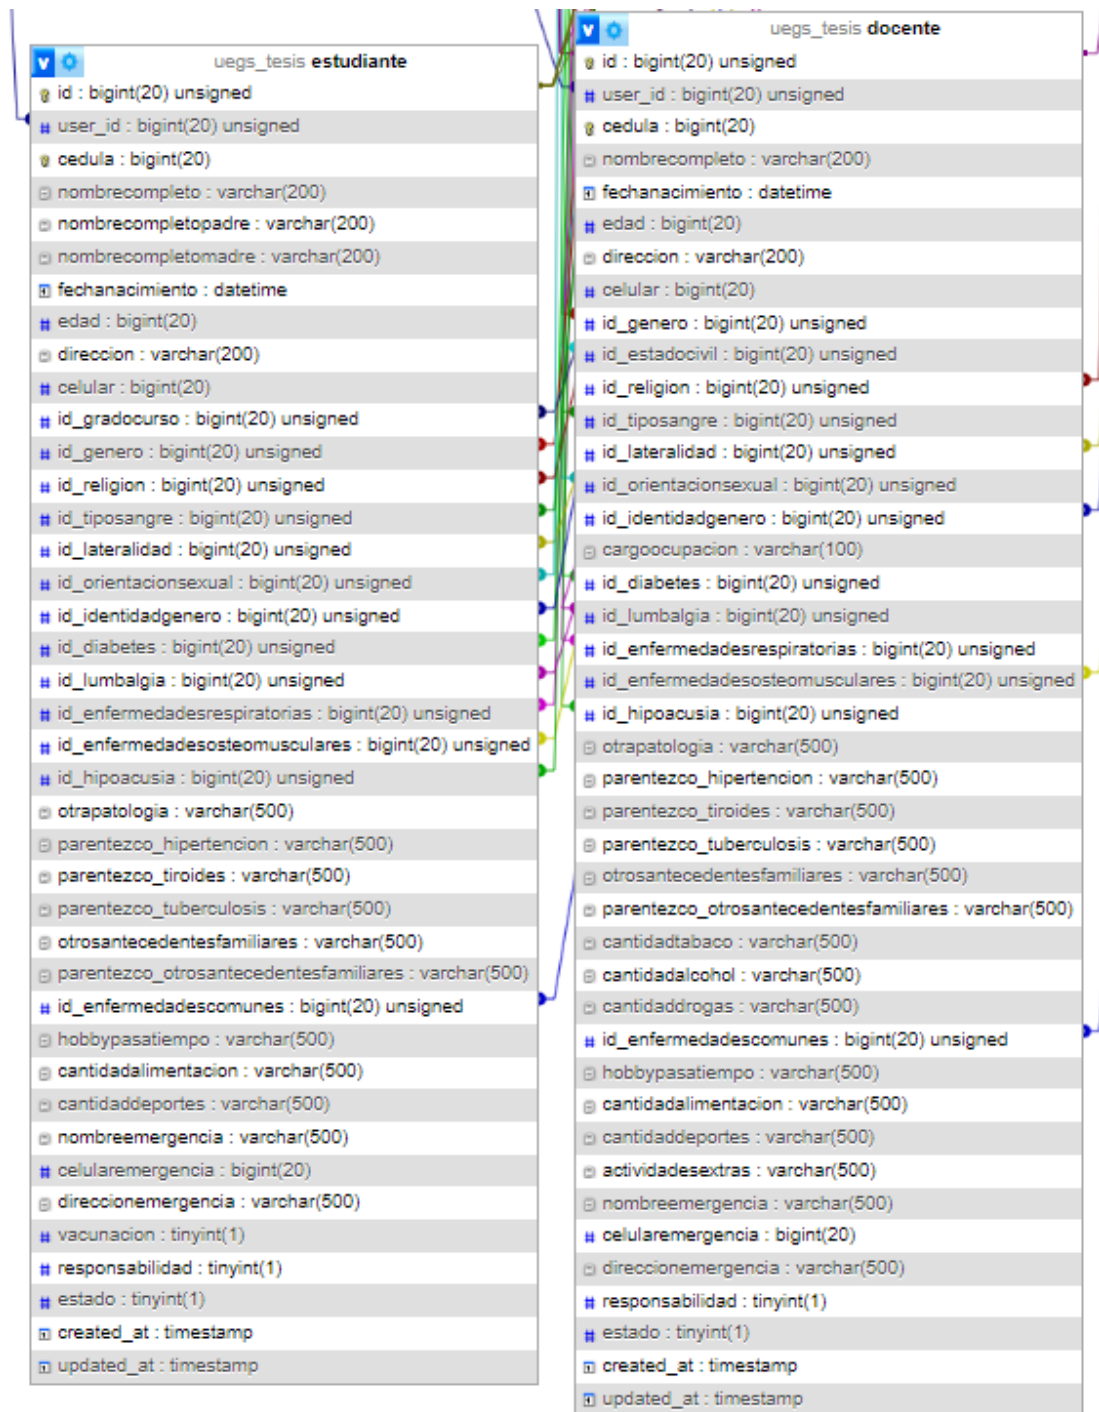 uegs_tesis estudiante
id : bigint(20) unsigned
user_id : bigint(20) unsigned
cedula : bigint(20)
nombrecompleto : varchar(200)
nombrecompletopadre : varchar(200)
nombrecompletomadre : varchar(200)
fechanacimiento : datetime
edad : bigint(20)
direccion : varchar(200)
celular : bigint(20)
id_gradocurso : bigint(20) unsigned
id_genero : bigint(20) unsigned
id_religion : bigint(20) unsigned
id_tiposangre : bigint(20) unsigned
id_lateralidad : bigint(20) unsigned
id_orientacionsexual : bigint(20) unsigned
id_identidadgenero : bigint(20) unsigned
id_diabetes : bigint(20) unsigned
id_lumbalgia : bigint(20) unsigned
id_enfermedadesrespiratorias : bigint(20) unsigned
id_enfermedadesosteomusculares : bigint(20) unsigned
id_hipoacusia : bigint(20) unsigned
otrapatologia : varchar(500)
parentezco_hipertencion : varchar(500)
parentezco_tiroides : varchar(500)
parentezco_tuberculosis : varchar(500)
otrosantecedentesfamiliares : varchar(500)
parentezco_otrosantecedentesfamiliares : varchar(500)
id_enfermedadescomunes : bigint(20) unsigned
hobbypasatiempo : varchar(500)
cantidadalimentacion : varchar(500)
cantidaddeportes : varchar(500)
nombreemergencia : varchar(500)
celularemergencia : bigint(20)
direccionemergencia : varchar(500)
vacunacion : tinyint(1)
responsabilidad : tinyint(1)
estado : tinyint(1)
created_at : timestamp
updated_at : timestamp
uegs_tesis docente
id : bigint(20) unsigned
user_id : bigint(20) unsigned
cedula : bigint(20)
nombrecompleto : varchar(200)
fechanacimiento : datetime
edad : bigint(20)
direccion : varchar(200)
celular : bigint(20)
id_genero : bigint(20) unsigned
id_estadocivil : bigint(20) unsigned
id_religion : bigint(20) unsigned
id_tiposangre : bigint(20) unsigned
id_lateralidad : bigint(20) unsigned
id_orientacionsexual : bigint(20) unsigned
id_identidadgenero : bigint(20) unsigned
cargoocupacion : varchar(100)
id_diabetes : bigint(20) unsigned
id_lumbalgia : bigint(20) unsigned
id_enfermedadesrespiratorias : bigint(20) unsigned
id_enfermedadesosteomusculares : bigint(20) unsigned
id_hipoacusia : bigint(20) unsigned
otrapatologia : varchar(500)
parentezco_hipertencion : varchar(500)
parentezco_tiroides : varchar(500)
parentezco_tuberculosis : varchar(500)
otrosantecedentesfamiliares : varchar(500)
parentezco_otrosantecedentesfamiliares : varchar(500)
cantidadtabaco : varchar(500)
cantidadalcohol : varchar(500)
cantidaddrogas : varchar(500)
id_enfermedadescomunes : bigint(20) unsigned
hobbypasatiempo : varchar(500)
cantidadalimentacion : varchar(500)
cantidaddeportes : varchar(500)
actividadesextras : varchar(500)
nombreemergencia : varchar(500)
celularemergencia : bigint(20)
direccionemergencia : varchar(500)
responsabilidad : tinyint(1)
estado : tinyint(1)
created_at : timestamp
updated_at : timestamp